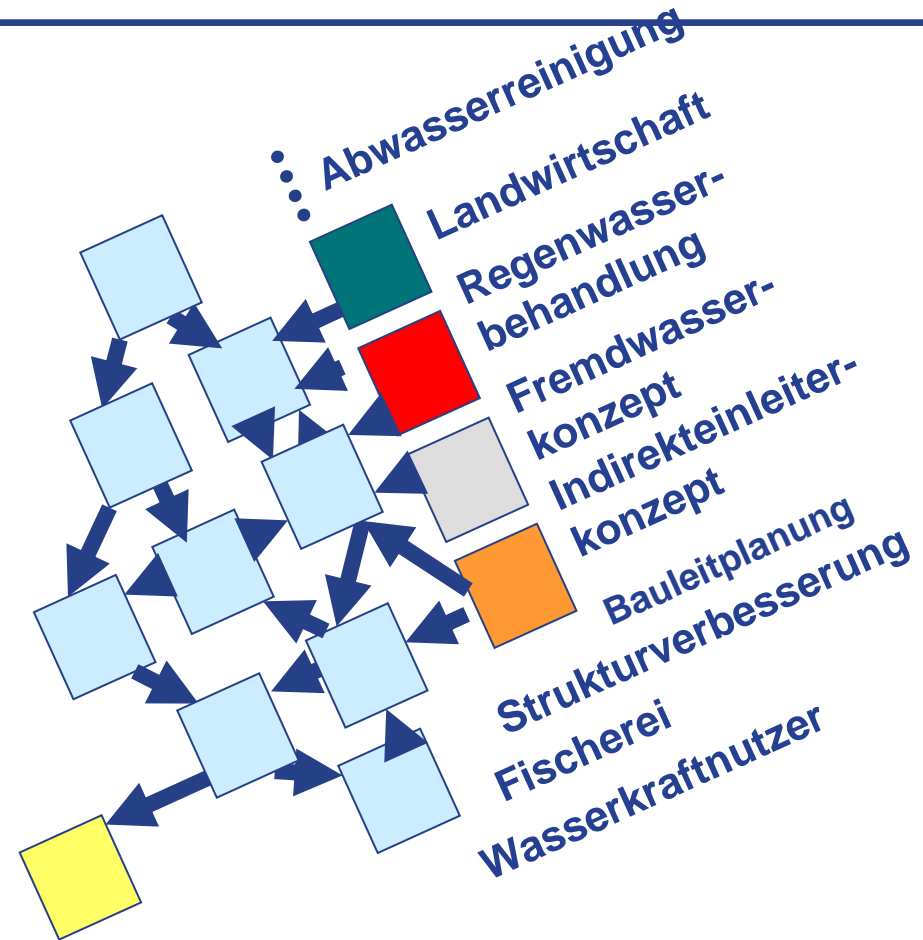 Abwasserreinigung
Landwirtschaft
Regenwasser-
behandlung
Fremdwasser-
konzept
Indirekteinleiter-
konzept
Bauleitplanung
Strukturverbesserung
Fischerei
Wasserkraftnutzer